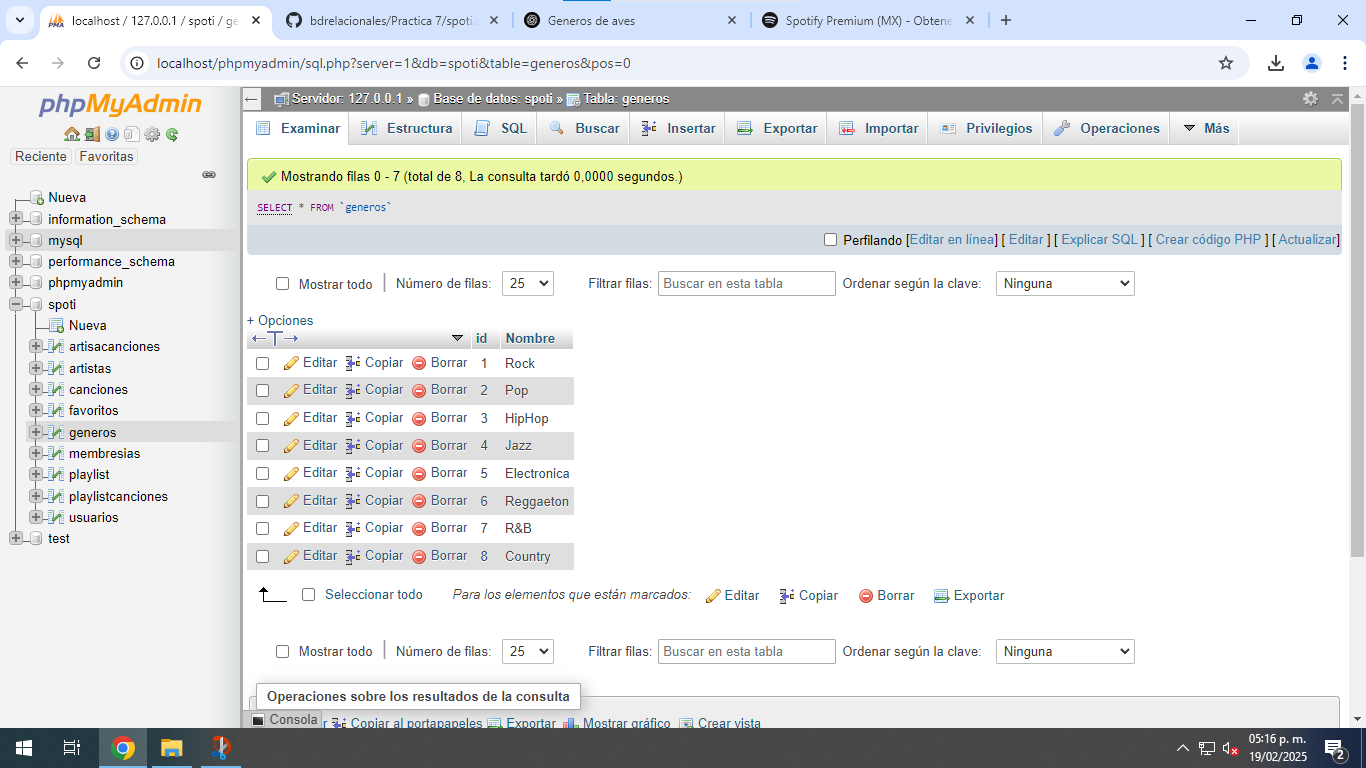 localhost / 127.0.0.1 / spoti / ge
bdrelacionales/Practica 7/spoti.
Generos de aves
Spotify Premium (MX) - Obtene
localhost/phpmyadmin/sql.php?server=1&db=spoti&table=generos&pos=0
phpMyAdmin
Reciente Favoritas
Nueva
information_schema
mysql
performance_schema
phpmyadmin
spoti
Nueva
artisacanciones
artistas
canciones
favoritos
generos
membresias
playlist
playlistcanciones
usuarios
test
Servidor: 127.0.0.1 » Base de datos: spoti » Tabla: generos
Examinar Estructura SQL Buscar Insertar Exportar Importar Privilegios Operaciones Más
Mostrando filas 0 - 7 (total de 8, La consulta tardó 0,0000 segundos.)
SELECT * FROM `generos`
Perfilando [Editar en línea] [ Editar ] [ Explicar SQL ] [ Crear código PHP ] [ Actualizar]
Mostrar todo Número de filas: 25 Filtrar filas: Buscar en esta tabla Ordenar según la clave: Ninguna
+ Opciones
←T→ id Nombre
Editar Copiar Borrar 1 Rock
Editar Copiar Borrar 2 Pop
Editar Copiar Borrar 3 HipHop
Editar Copiar Borrar 4 Jazz
Editar Copiar Borrar 5 Electronica
Editar Copiar Borrar 6 Reggaeton
Editar Copiar Borrar 7 R&B
Editar Copiar Borrar 8 Country
Seleccionar todo Para los elementos que están marcados: Editar Copiar Borrar Exportar
Mostrar todo Número de filas: 25 Filtrar filas: Buscar en esta tabla Ordenar según la clave: Ninguna
Operaciones sobre los resultados de la consulta
Consola
r Copiar al portapapeles Exportar Mostrar gráfico Crear vista
05:16 p. m.
19/02/2025
2